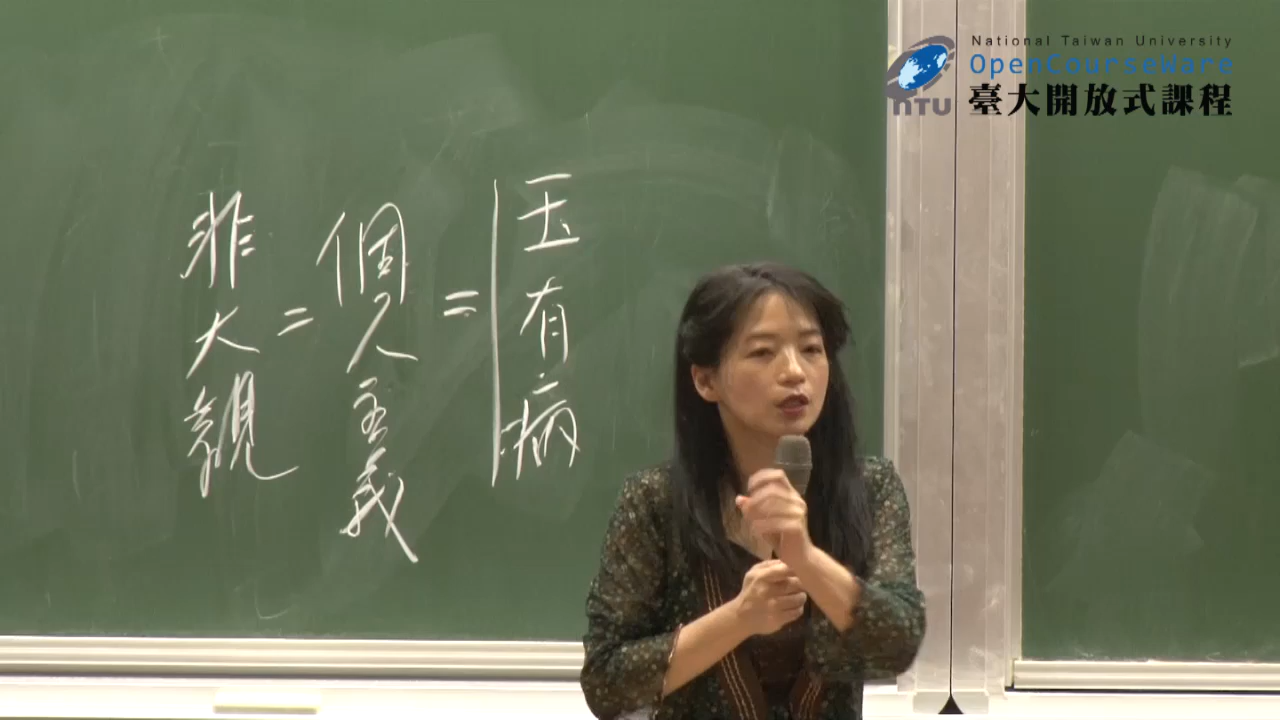 National Taiwan University
OpenCourseWare
NTU
臺大開放式課程
非大觀
=
個人主義
=
玉有病